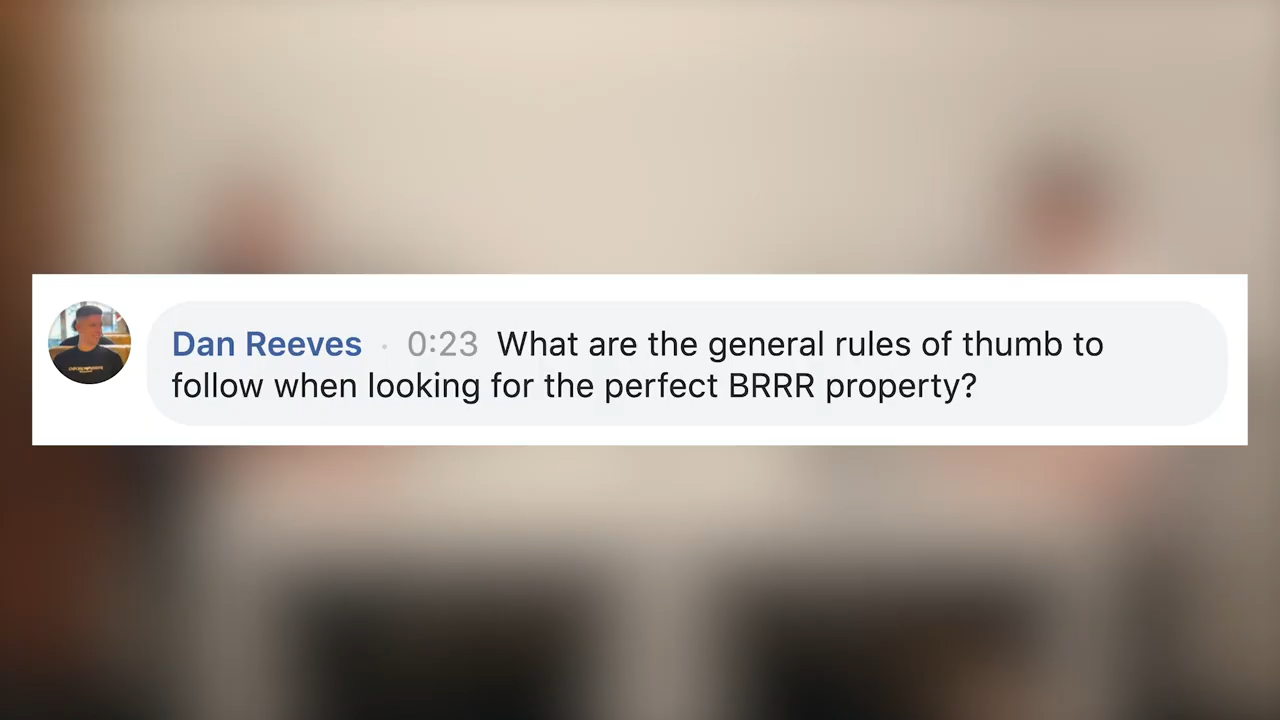 Dan Reeves · 0:23 What are the general rules of thumb to
follow when looking for the perfect BRRR property?